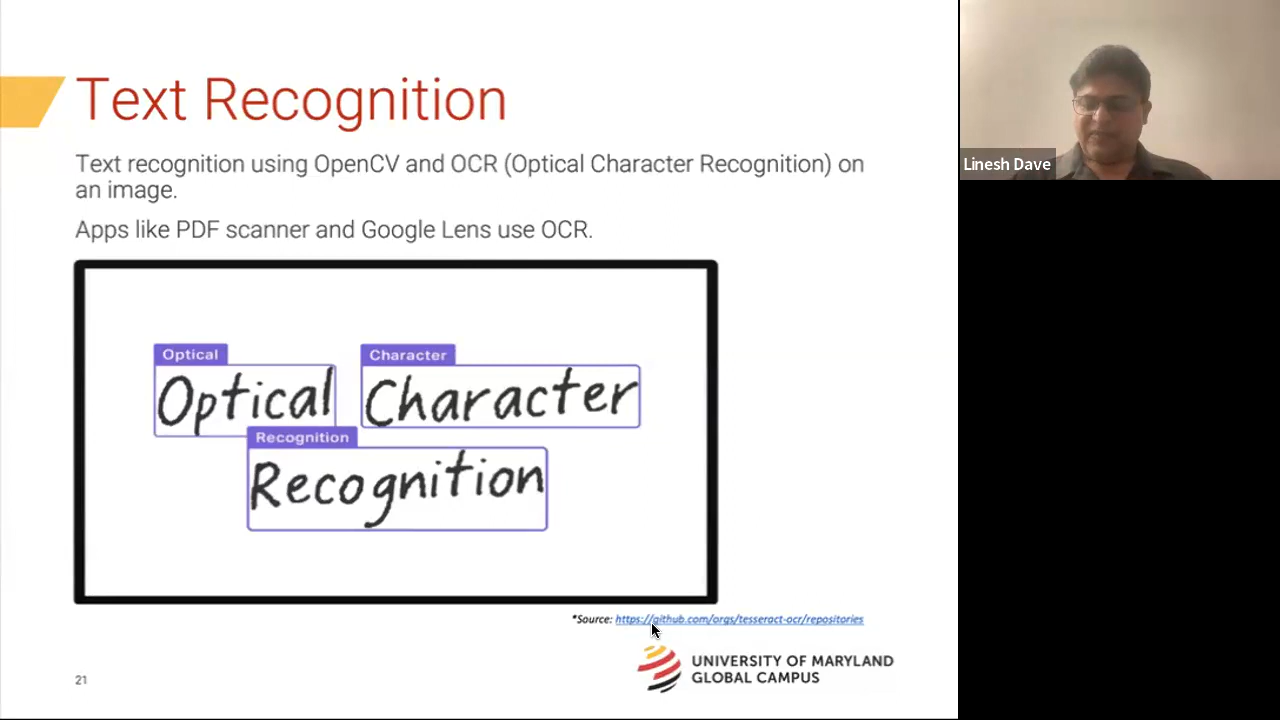 Text Recognition
Text recognition using OpenCV and OCR (Optical Character Recognition) on
an image.
Apps like PDF scanner and Google Lens use OCR.
Optical
Character
Optical
Character
Recognition
Recognition
*Source: https://github.com/orgs/tesseract-ocr/repositories
21
UNIVERSITY OF MARYLAND
GLOBAL CAMPUS
Linesh Dave